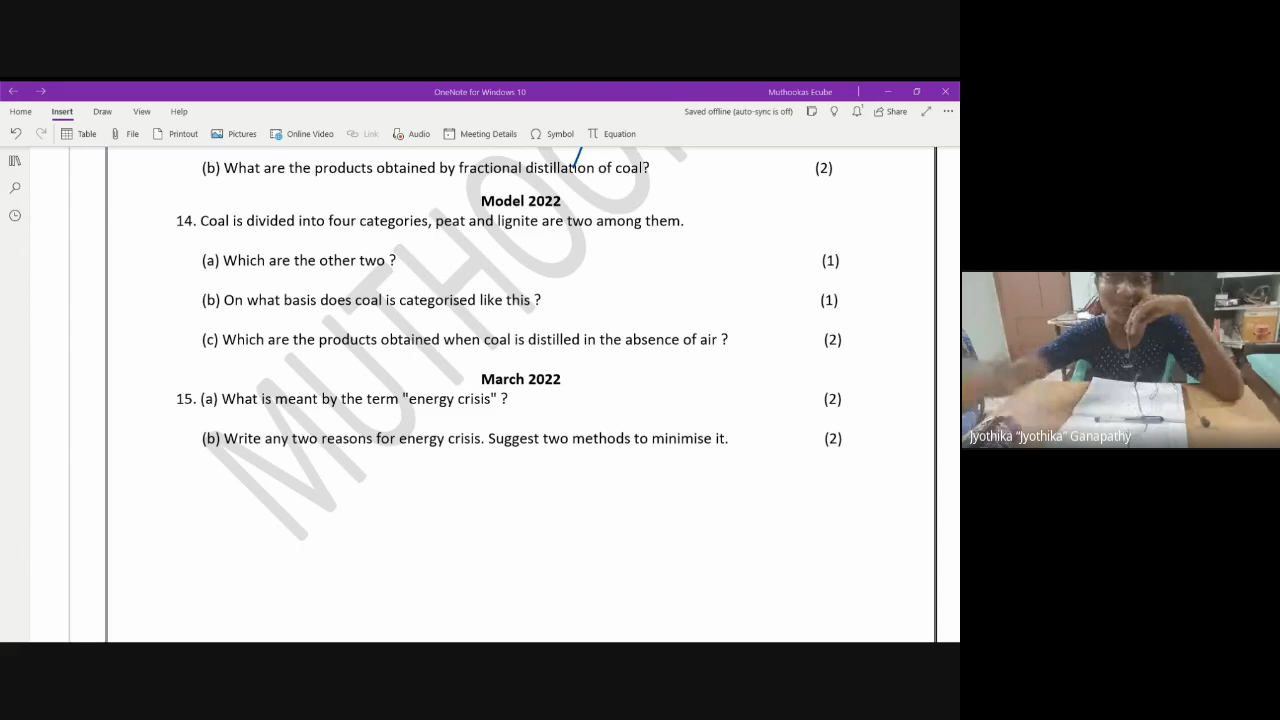 OneNote for Windows 10
Muthookas Ecube
Home Insert Draw View Help
Saved offline (auto-sync is off) Share
Table File Printout Pictures Online Video Link Audio Meeting Details Symbol Equation
(b) What are the products obtained by fractional distillation of coal? (2)
Model 2022
14. Coal is divided into four categories, peat and lignite are two among them.
(a) Which are the other two ? (1)
(b) On what basis does coal is categorised like this ? (1)
(c) Which are the products obtained when coal is distilled in the absence of air ? (2)
March 2022
15. (a) What is meant by the term "energy crisis" ? (2)
(b) Write any two reasons for energy crisis. Suggest two methods to minimise it. (2)
MUTHOO
Jyothika "Jyothika" Ganapathy